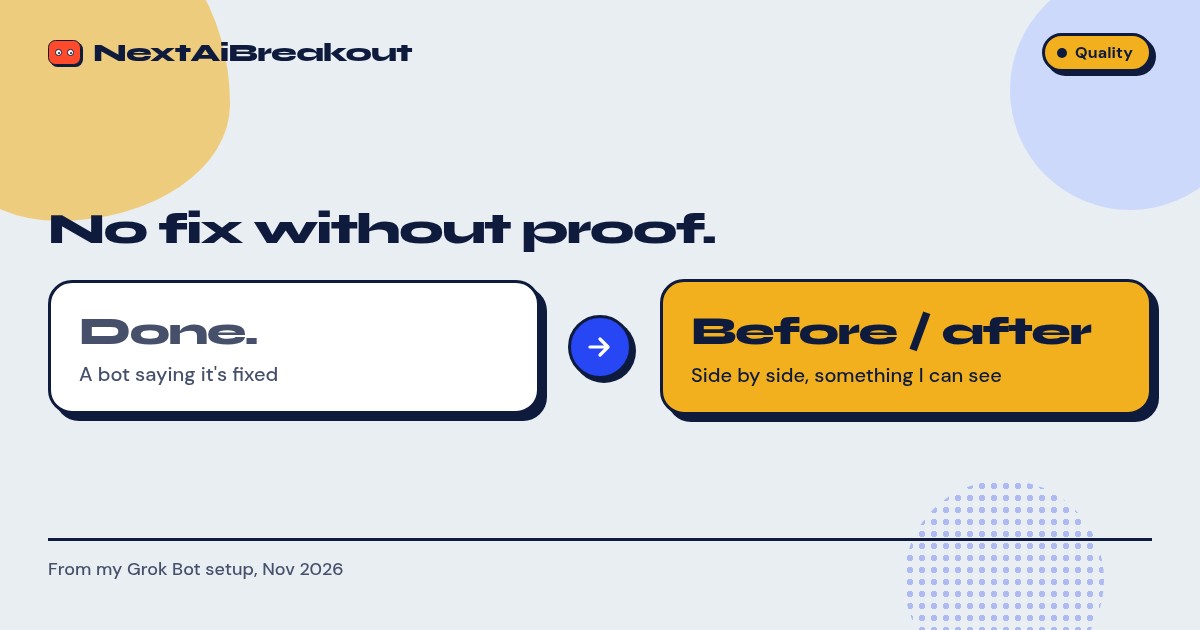 NextAiBreakout
Quality
No fix without proof.
Done.
A bot saying it's fixed
Before / after
Side by side, something I can see
From my Grok Bot setup, Nov 2026